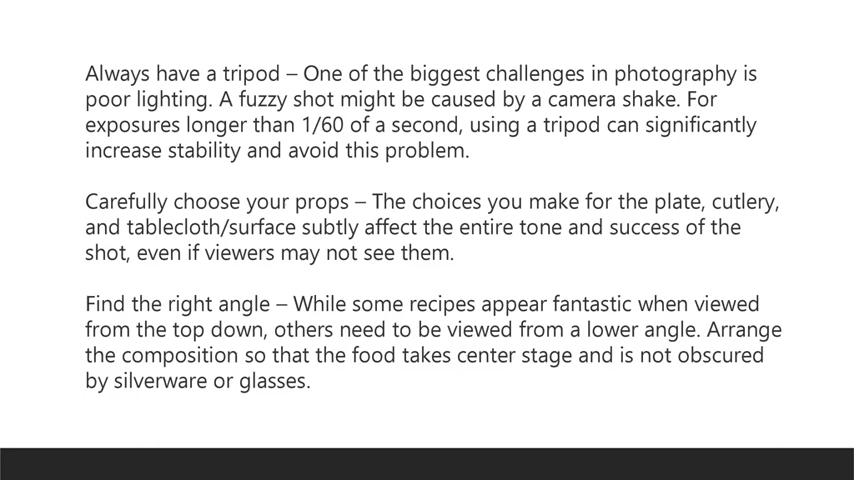 Always have a tripod – One of the biggest challenges in photography is
poor lighting. A fuzzy shot might be caused by a camera shake. For
exposures longer than 1/60 of a second, using a tripod can significantly
increase stability and avoid this problem.
Carefully choose your props – The choices you make for the plate, cutlery,
and tablecloth/surface subtly affect the entire tone and success of the
shot, even if viewers may not see them.
Find the right angle – While some recipes appear fantastic when viewed
from the top down, others need to be viewed from a lower angle. Arrange
the composition so that the food takes center stage and is not obscured
by silverware or glasses.